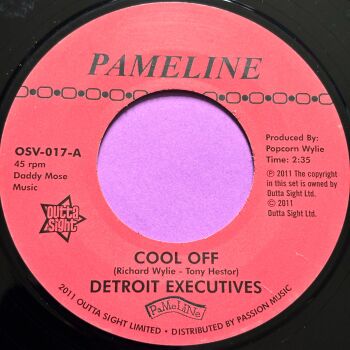 PAMELINE
OSV-017-A
45 rpm
Daddy Mose
Music
Produced By:
Popcorn Wylie
Time: 2:35
℗ 2011 The copyright
in this set is owned by
Outta Sight Ltd.
© 2011
Outta Sight Ltd.
outta
sight
COOL OFF
(Richard Wylie - Tony Hestor)
DETROIT EXECUTIVES
PaMeLiNe
2011 OUTTA SIGHT LIMITED • DISTRIBUTED BY PASSION MUSIC